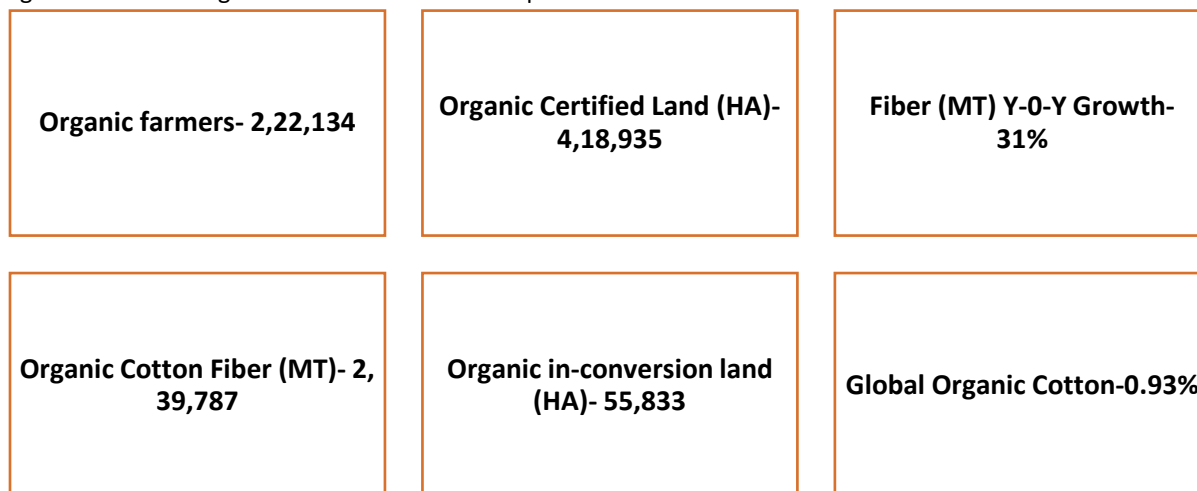 Organic farmers- 2,22,134
Organic Certified Land (HA)-
4,18,935
Fiber (MT) Y-0-Y Growth-
31%
Organic Cotton Fiber (MT)- 2,
39,787
Organic in-conversion land
(HA)- 55,833
Global Organic Cotton-0.93%